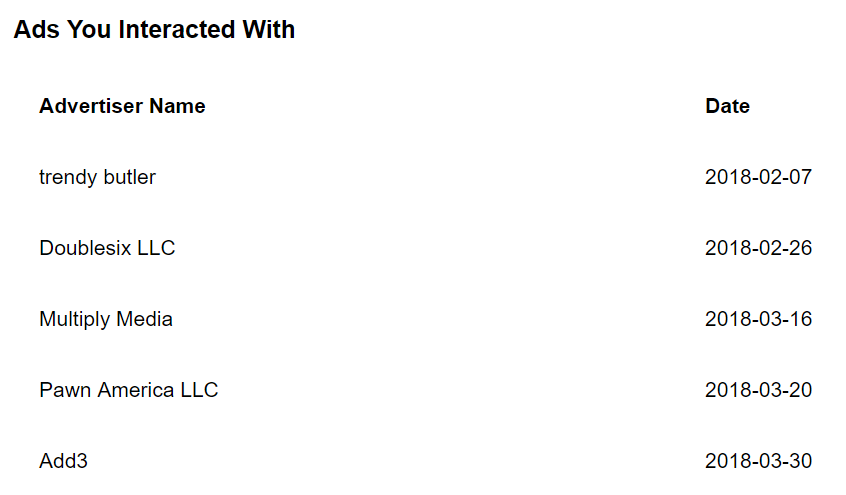 Ads You Interacted With
Advertiser Name Date
trendy butler 2018-02-07
Doublesix LLC 2018-02-26
Multiply Media 2018-03-16
Pawn America LLC 2018-03-20
Add3 2018-03-30